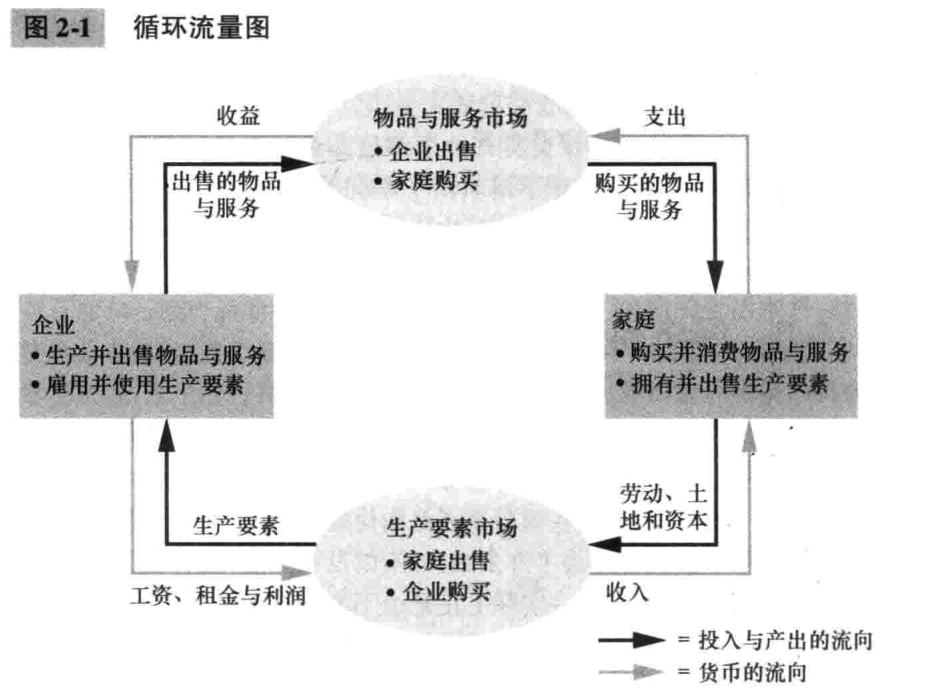 图 2-1 循环流量图
收益
物品与服务市场
• 企业出售
• 家庭购买
支出
出售的物品
与服务
购买的物品
与服务
企业
• 生产并出售物品与服务
• 雇用并使用生产要素
家庭
• 购买并消费物品与服务
• 拥有并出售生产要素
劳动、土
地和资本
生产要素
生产要素市场
• 家庭出售
• 企业购买
工资、租金与利润
收入
= 投入与产出的流向
= 货币的流向